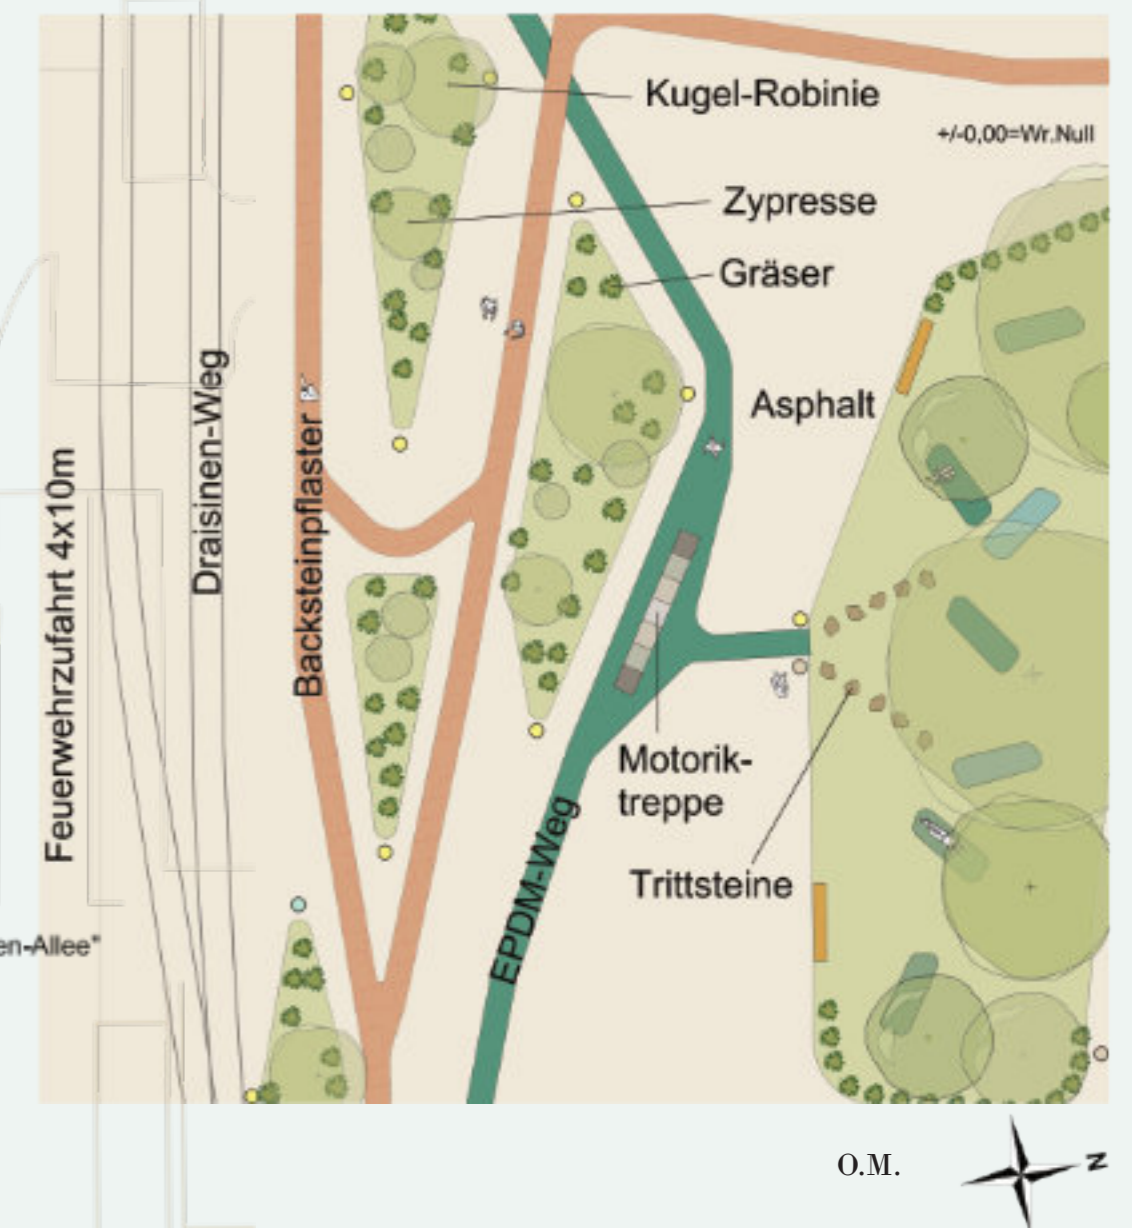 Kugel-Robinie
+/-0,00=Wr.Null
Zypresse
Gräser
Asphalt
Draisinen-Weg
Backsteinpflaster
Feuerwehrzufahrt 4x10m
Motorik-
treppe
Trittsteine
EPDM-Weg
en-Allee"
O.M.
N